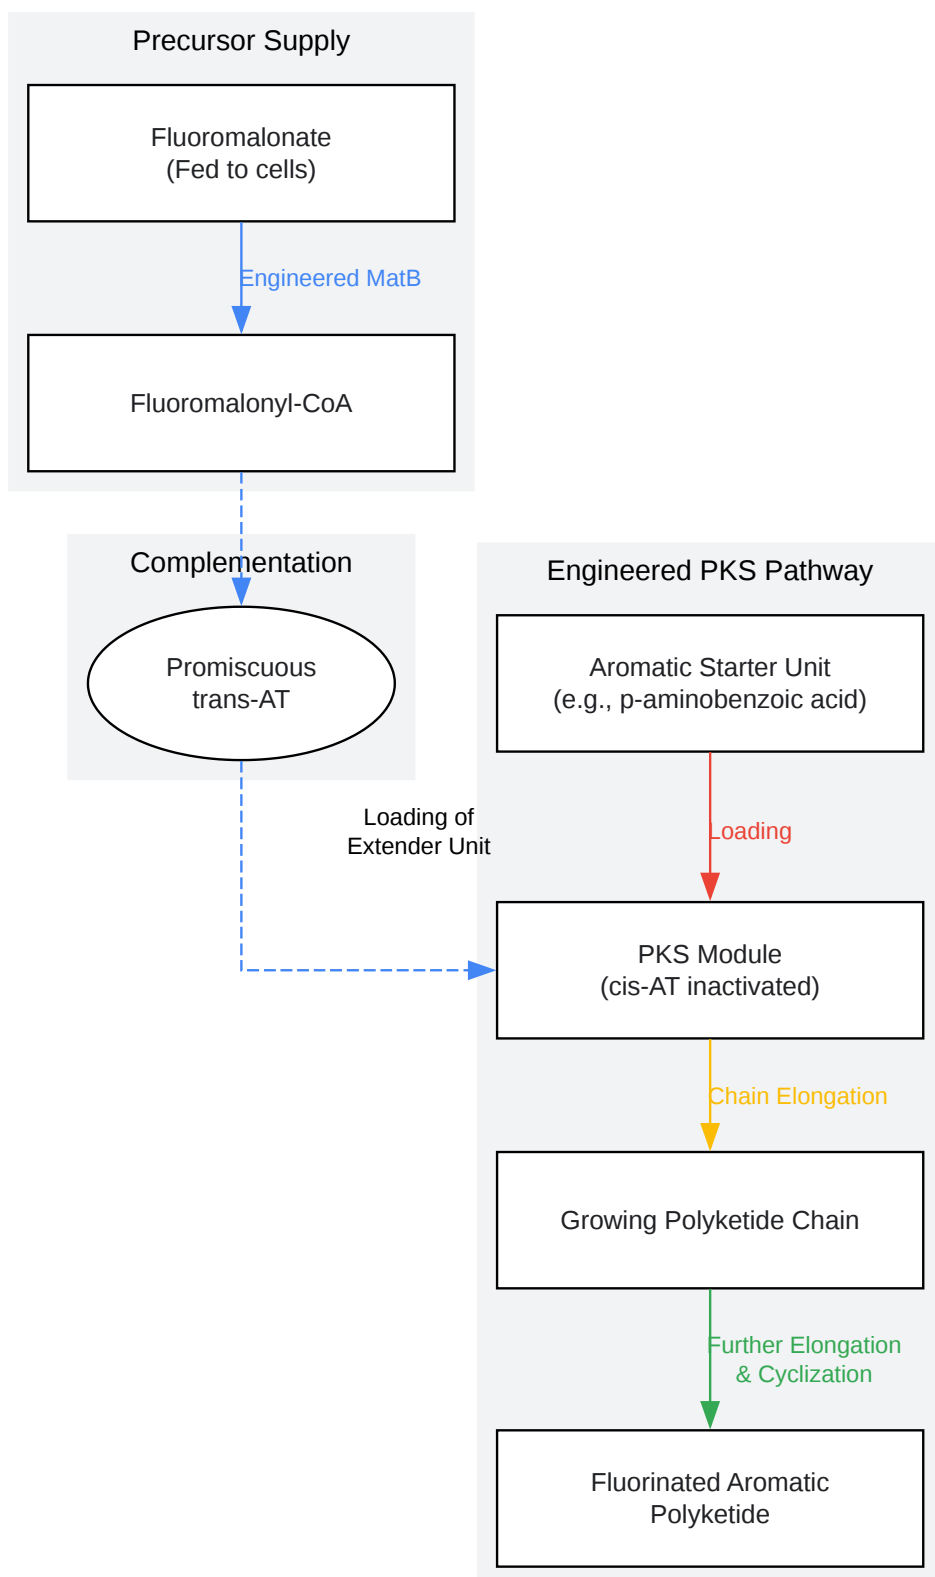 Precursor Supply
Fluoromalonate
(Fed to cells)
Engineered MatB
Fluoromalonyl-CoA
Complementation
Promiscuous
trans-AT
Loading of
Extender Unit
Engineered PKS Pathway
Aromatic Starter Unit
(e.g., p-aminobenzoic acid)
Loading
PKS Module
(cis-AT inactivated)
Chain Elongation
Growing Polyketide Chain
Further Elongation
& Cyclization
Fluorinated Aromatic
Polyketide